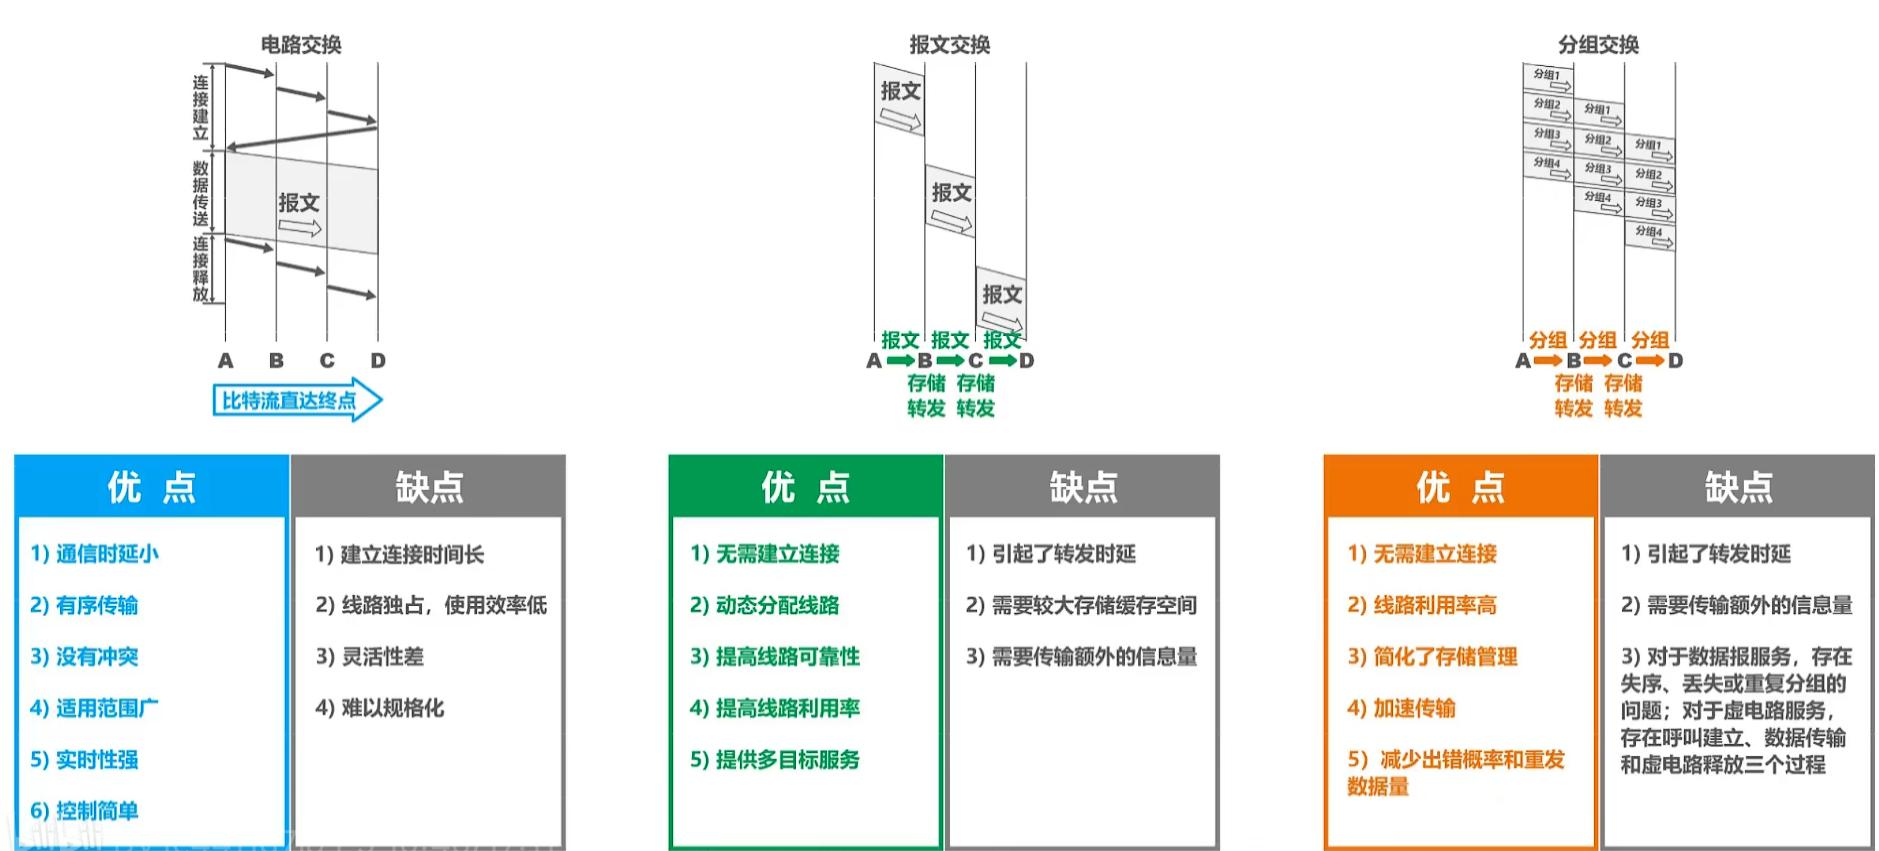 电路交换
连接建立
数据传送
连接释放
报文
A B C D
比特流直达终点
优 点
缺点
1) 通信时延小
2) 有序传输
3) 没有冲突
4) 适用范围广
5) 实时性强
6) 控制简单
1) 建立连接时间长
2) 线路独占，使用效率低
3) 灵活性差
4) 难以规格化
报文交换
报文
报文
报文
报文 报文 报文
A B C D
存储 存储
转发 转发
优 点
缺点
1) 无需建立连接
2) 动态分配线路
3) 提高线路可靠性
4) 提高线路利用率
5) 提供多目标服务
1) 引起了转发时延
2) 需要较大存储缓存空间
3) 需要传输额外的信息量
分组交换
分组1
分组2 分组1
分组3 分组2 分组1
分组4 分组3 分组2
分组4 分组3
分组4
分组 分组 分组
A B C D
存储 存储
转发 转发
优 点
缺点
1) 无需建立连接
2) 线路利用率高
3) 简化了存储管理
4) 加速传输
5) 减少出错概率和重发
数据量
1) 引起了转发时延
2) 需要传输额外的信息量
3) 对于数据报服务，存在
失序、丢失或重复分组的
问题；对于虚电路服务，
存在呼叫建立、数据传输
和虚电路释放三个过程